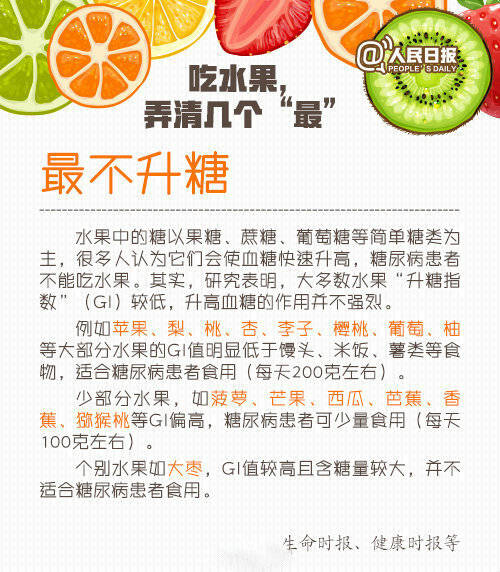 @人民日报
PEOPLE'S DAILY
吃水果，
弄清几个“最”
最不升糖
水果中的糖以果糖、蔗糖、葡萄糖等简单糖类为
主，很多人认为它们会使血糖快速升高，糖尿病患者
不能吃水果。其实，研究表明，大多数水果“升糖指
数”（GI）较低，升高血糖的作用并不强烈。
例如苹果、梨、桃、杏、李子、樱桃、葡萄、柚
等大部分水果的GI值明显低于馒头、米饭、薯类等食
物，适合糖尿病患者食用（每天200克左右）。
少部分水果，如菠萝、芒果、西瓜、芭蕉、香
蕉、猕猴桃等GI偏高，糖尿病患者可少量食用（每天
100克左右）。
个别水果如大枣，GI值较高且含糖量较大，并不
适合糖尿病患者食用。
生命时报、健康时报等